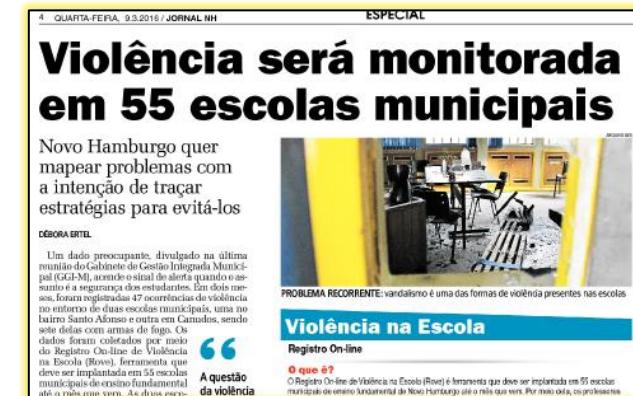 4 QUARTA-FEIRA, 9.3.2016 / JORNAL NH
ESPECIAL
Violência será monitorada
em 55 escolas municipais
Novo Hamburgo quer
mapear problemas com
a intenção de traçar
estratégias para evitá-los
DÉBORA ERTEL
Um dado preocupante, divulgado na última
reunião do Gabinete de Gestão Integrada Munici-
pal (GGI-M), acende o sinal de alerta quando o as-
sunto é a segurança dos estudantes. Em dois me-
ses, foram registradas 47 ocorrências de violência
no entorno de duas escolas municipais, uma no
bairro Santo Afonso e outra em Canudos, sendo
sete delas com armas de fogo. Os
dados foram coletados por meio
do Registro On-line de Violência
na Escola (Rove), ferramenta que
deve ser implantada em 55 escolas
municipais de ensino fundamental
até o mês que vem. As duas esco-
“
A questão
da violência
PROBLEMA RECORRENTE: vandalismo é uma das formas de violência presentes nas escolas
Violência na Escola
Registro On-line
O que é?
O Registro On-line de Violência na Escola (Rove) é ferramenta que deve ser implantada em 55 escolas
municipais de ensino fundamental de Novo Hamburgo até o mês que vem. Por meio dela, os professores